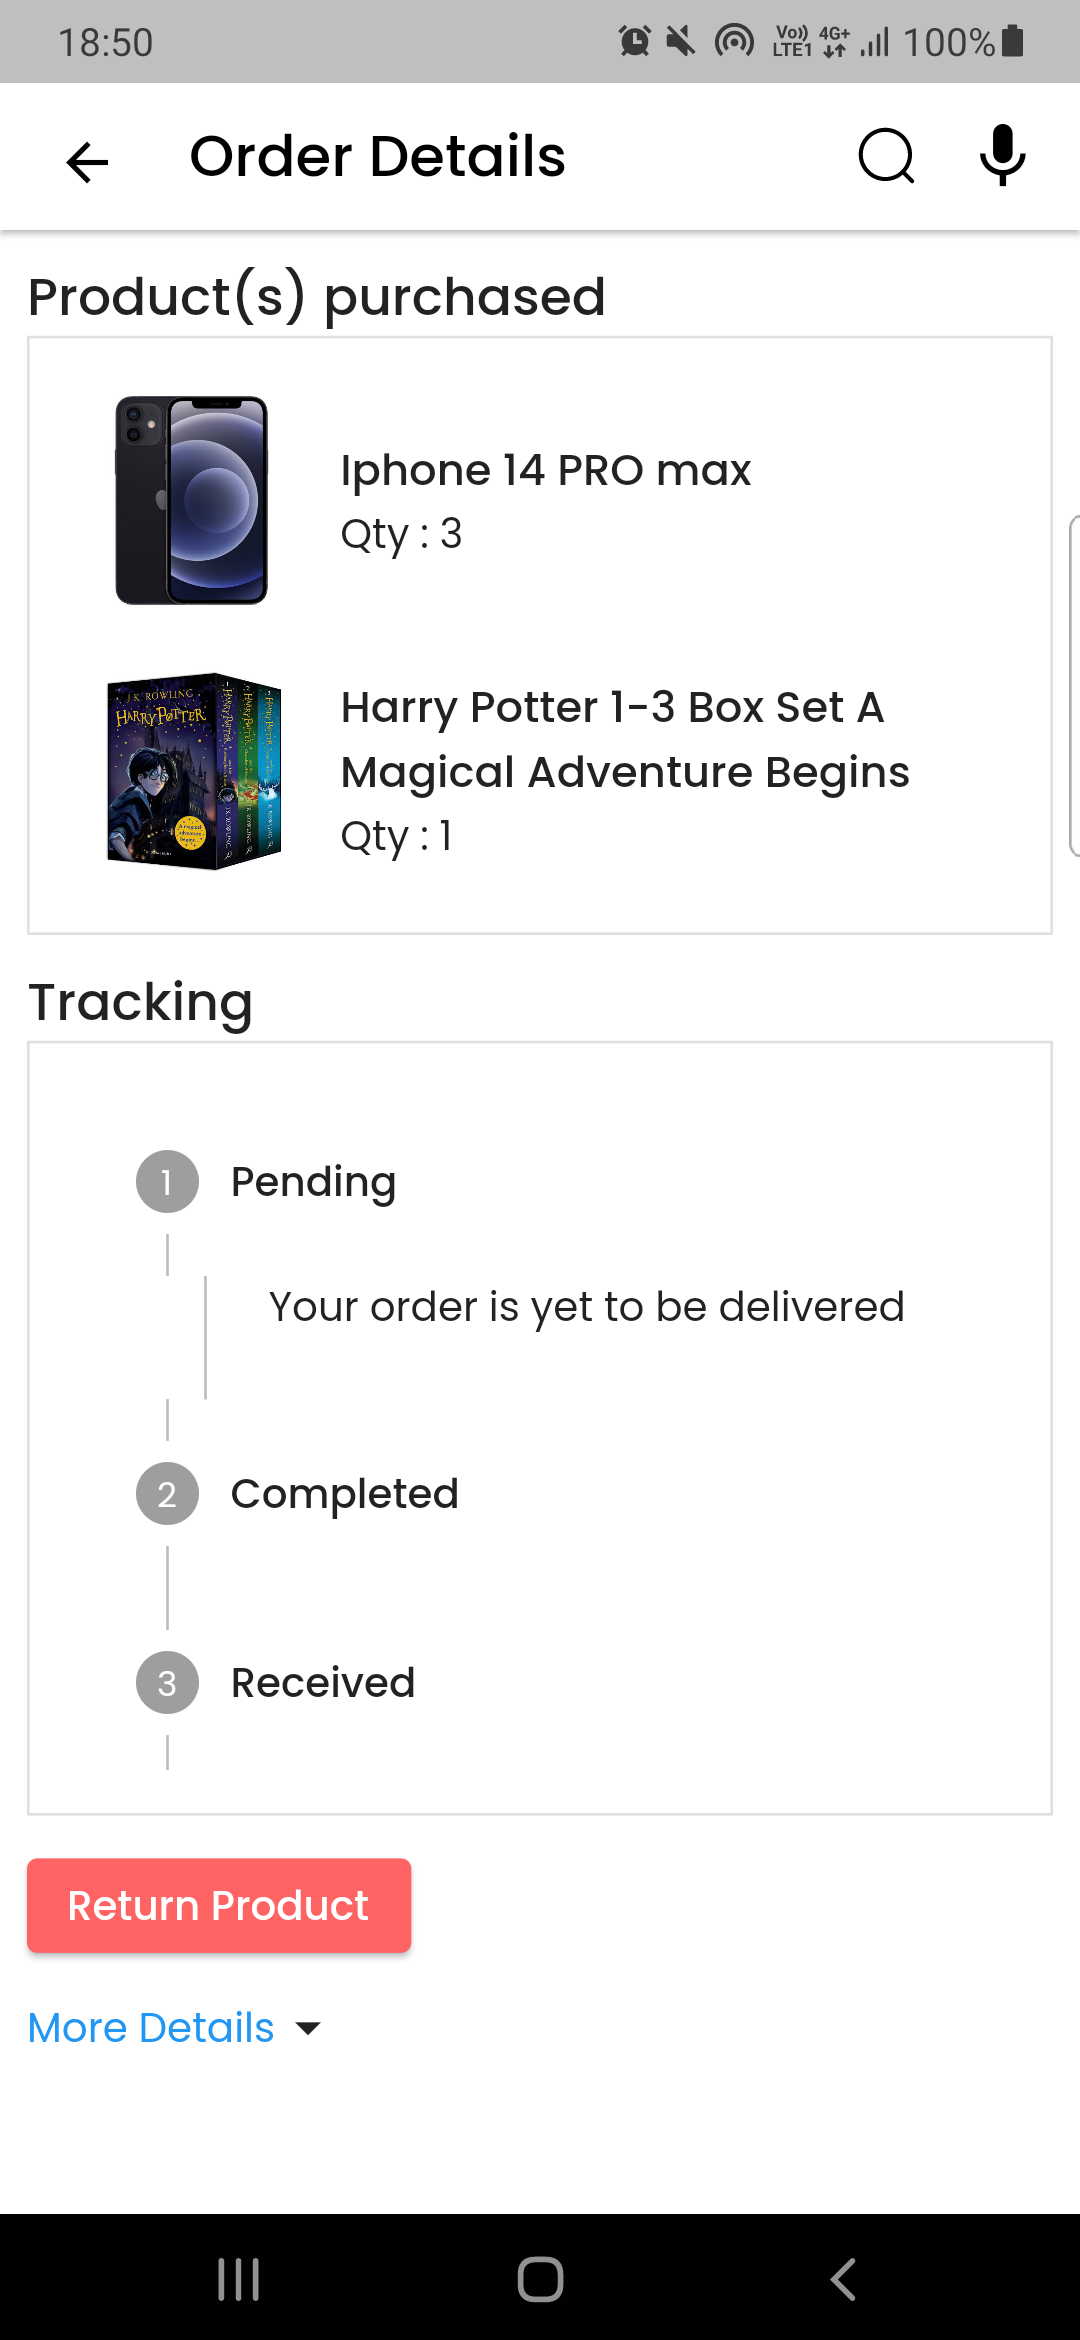 18:50
Vo)) 4G+ 100%
LTE1
Order Details
Product(s) purchased
Iphone 14 PRO max
Qty : 3
J.K. ROWLING
HARRY POTTER
Harry Potter 1-3 Box Set A
Magical Adventure Begins
Qty : 1
Tracking
1 Pending
Your order is yet to be delivered
2 Completed
3 Received
Return Product
More Details